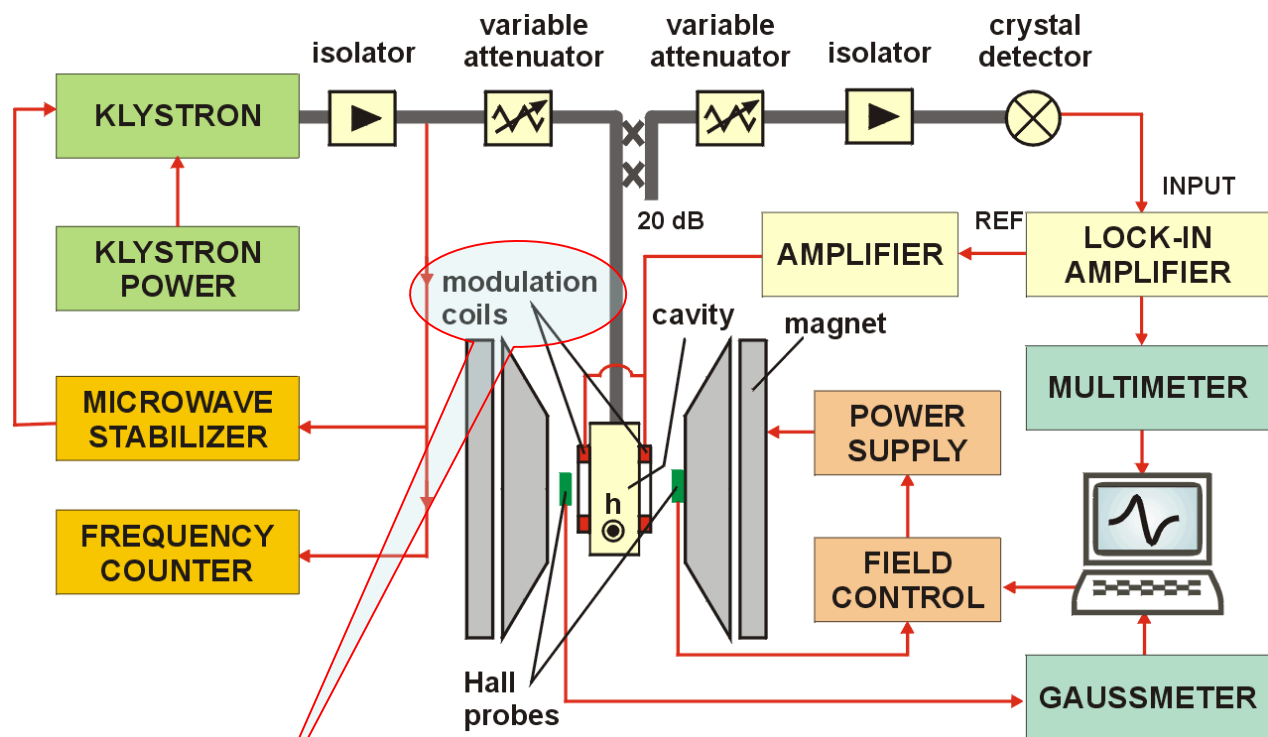 isolator
variable
attenuator
variable
attenuator
isolator
crystal
detector
KLYSTRON
20 dB
INPUT
REF
KLYSTRON
POWER
AMPLIFIER
LOCK-IN
AMPLIFIER
modulation
coils
cavity
magnet
MICROWAVE
STABILIZER
POWER
SUPPLY
MULTIMETER
h
FREQUENCY
COUNTER
FIELD
CONTROL
Hall
probes
GAUSSMETER